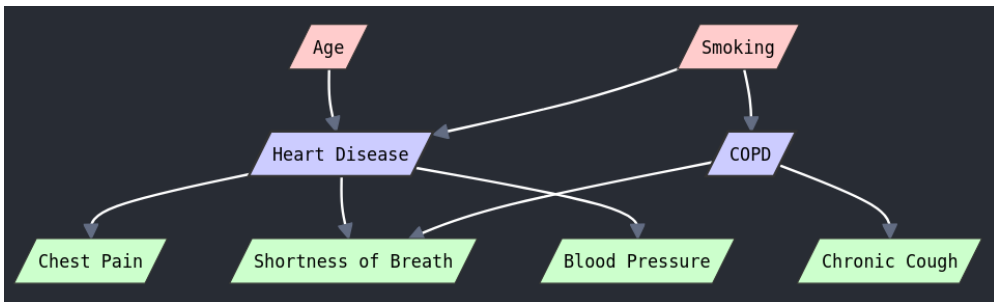 Age
Smoking
Heart Disease
COPD
Chest Pain
Shortness of Breath
Blood Pressure
Chronic Cough